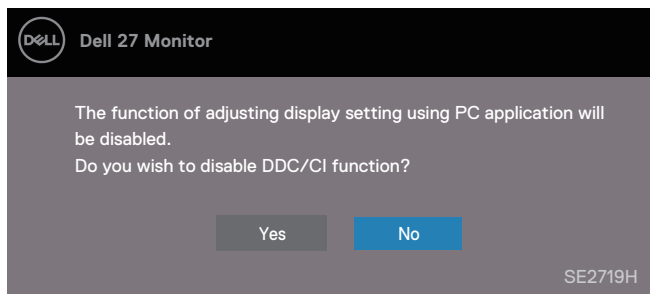 DELL Dell 27 Monitor
The function of adjusting display setting using PC application will
be disabled.
Do you wish to disable DDC/CI function?
Yes No
SE2719H